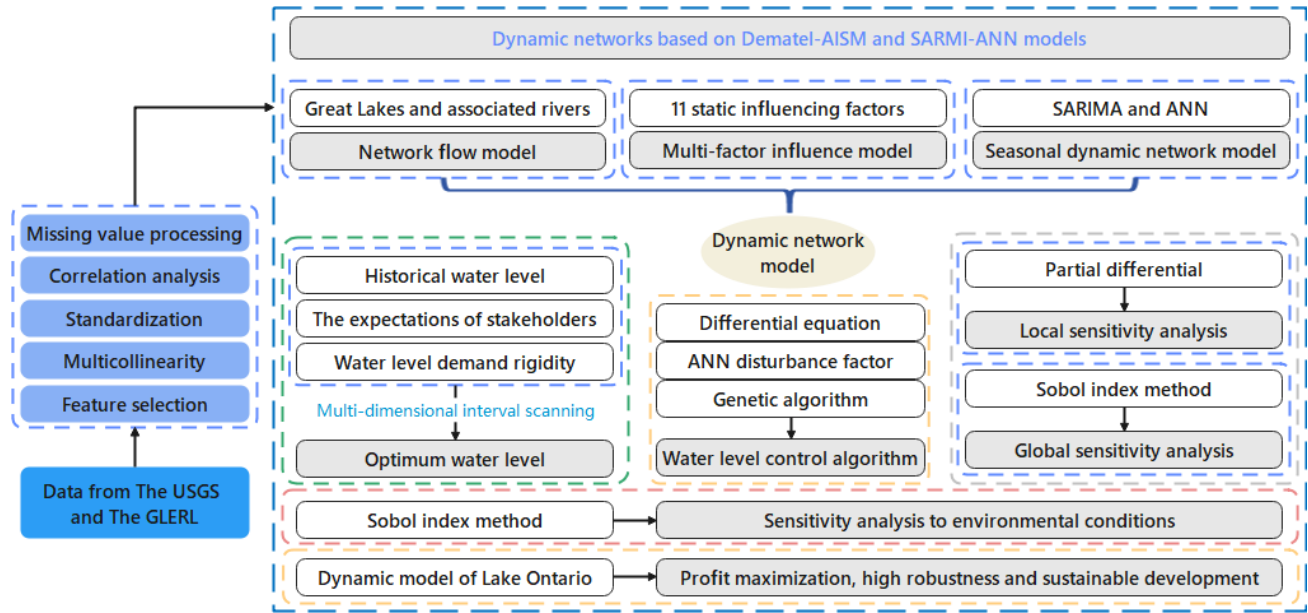 Dynamic networks based on Dematel-AISM and SARMI-ANN models
Great Lakes and associated rivers
Network flow model
11 static influencing factors
Multi-factor influence model
SARIMA and ANN
Seasonal dynamic network model
Missing value processing
Correlation analysis
Standardization
Multicollinearity
Feature selection
Data from The USGS
and The GLERL
Dynamic network
model
Historical water level
The expectations of stakeholders
Water level demand rigidity
Multi-dimensional interval scanning
Optimum water level
Differential equation
ANN disturbance factor
Genetic algorithm
Water level control algorithm
Partial differential
Local sensitivity analysis
Sobol index method
Global sensitivity analysis
Sobol index method
Sensitivity analysis to environmental conditions
Dynamic model of Lake Ontario
Profit maximization, high robustness and sustainable development